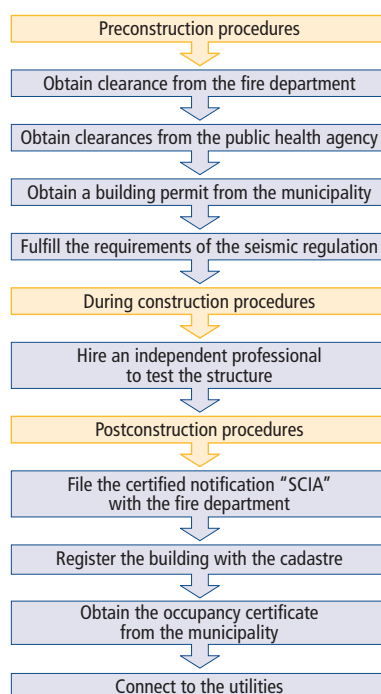 Preconstruction procedures
Obtain clearance from the fire department
Obtain clearances from the public health agency
Obtain a building permit from the municipality
Fulfill the requirements of the seismic regulation
During construction procedures
Hire an independent professional
to test the structure
Postconstruction procedures
File the certified notification “SCIA”
with the fire department
Register the building with the cadastre
Obtain the occupancy certificate
from the municipality
Connect to the utilities